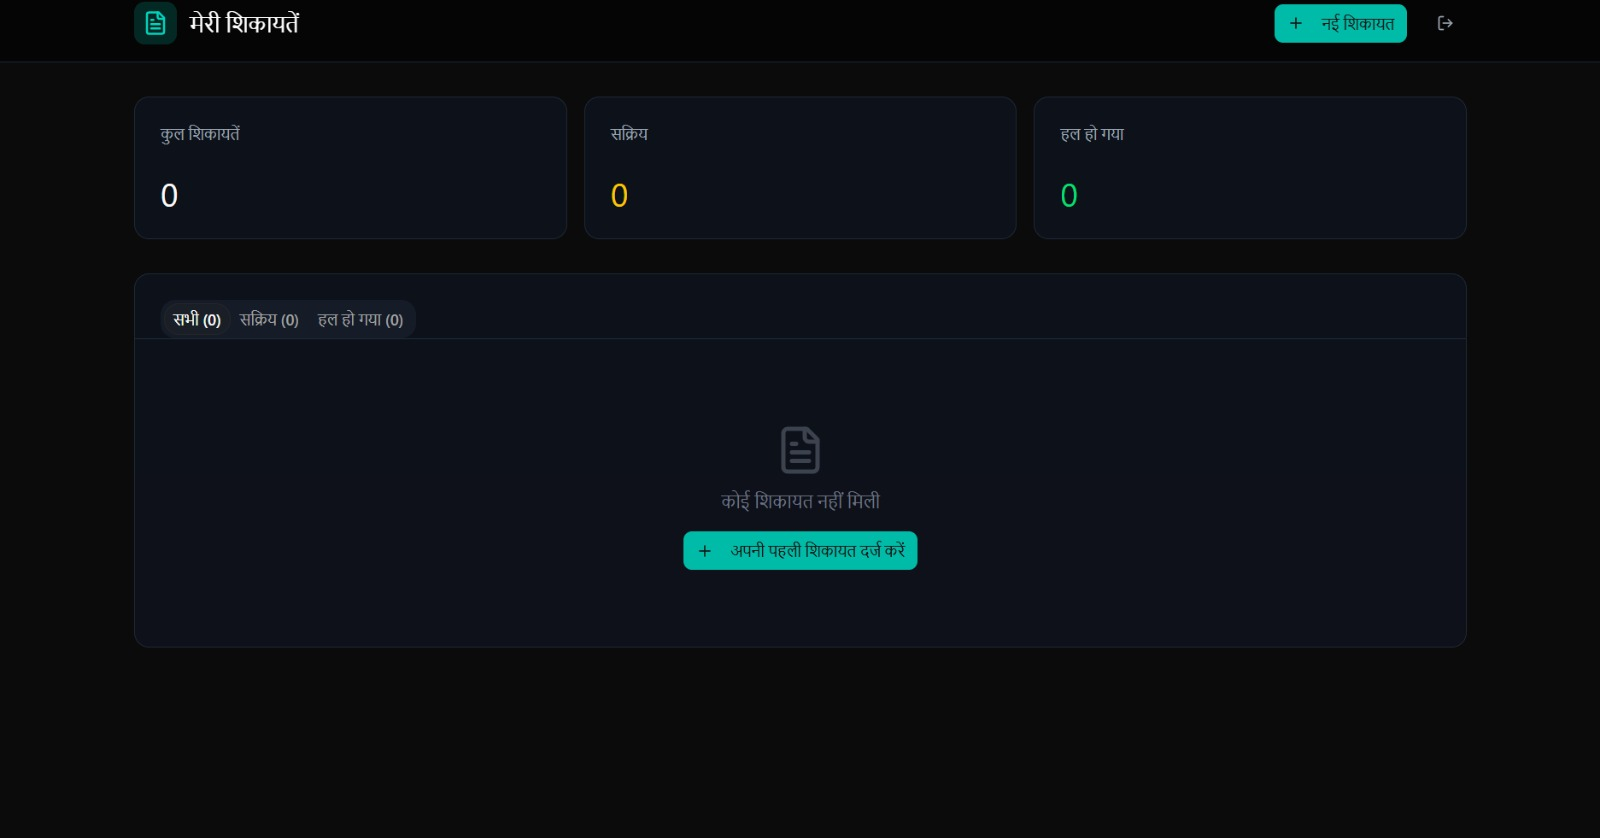 मेरी शिकायतें
+ नई शिकायत
कुल शिकायतें
0
सक्रिय
0
हल हो गया
0
सभी (0) सक्रिय (0) हल हो गया (0)
कोई शिकायत नहीं मिली
+ अपनी पहली शिकायत दर्ज करें